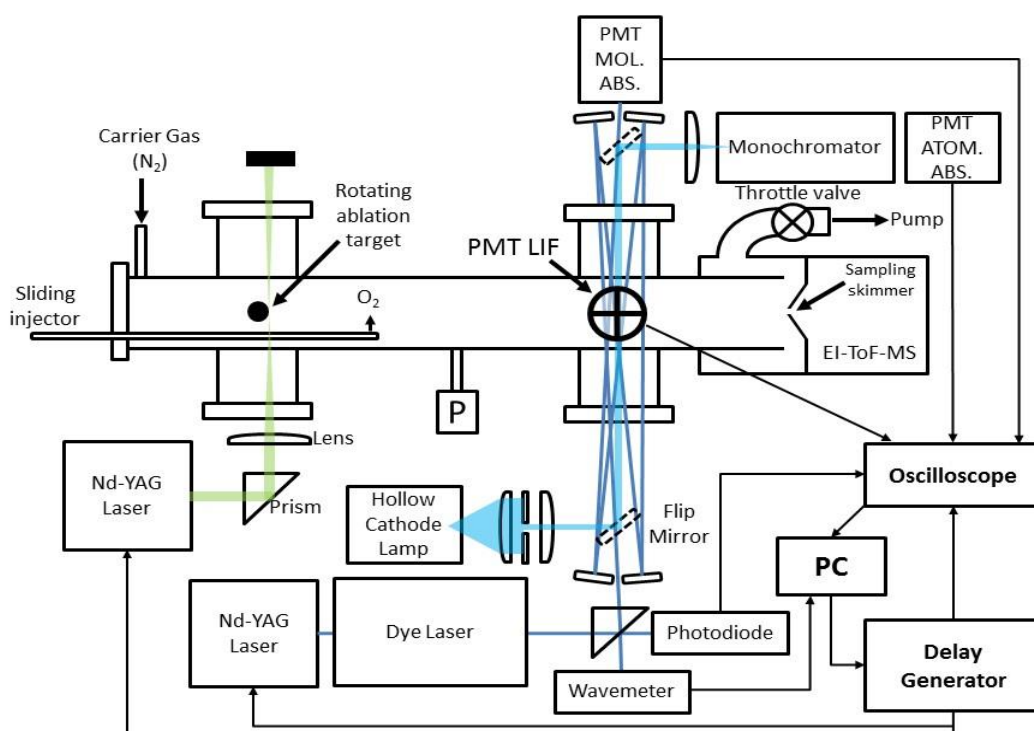 PMT
MOL.
ABS.
Carrier Gas
(N₂)
Monochromator
PMT
ATOM.
ABS.
Rotating
ablation
target
Throttle valve
Pump
PMT LIF
Sliding
injector
O₂
Sampling
skimmer
EI-ToF-MS
P
Lens
Nd-YAG
Laser
Prism
Hollow
Cathode
Lamp
Flip
Mirror
Oscilloscope
PC
Nd-YAG
Laser
Dye Laser
Photodiode
Wavemeter
Delay
Generator